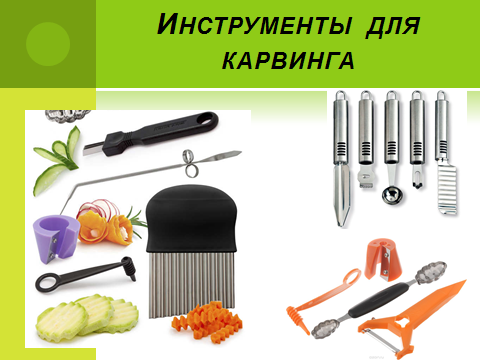 Инструменты для
карвинга